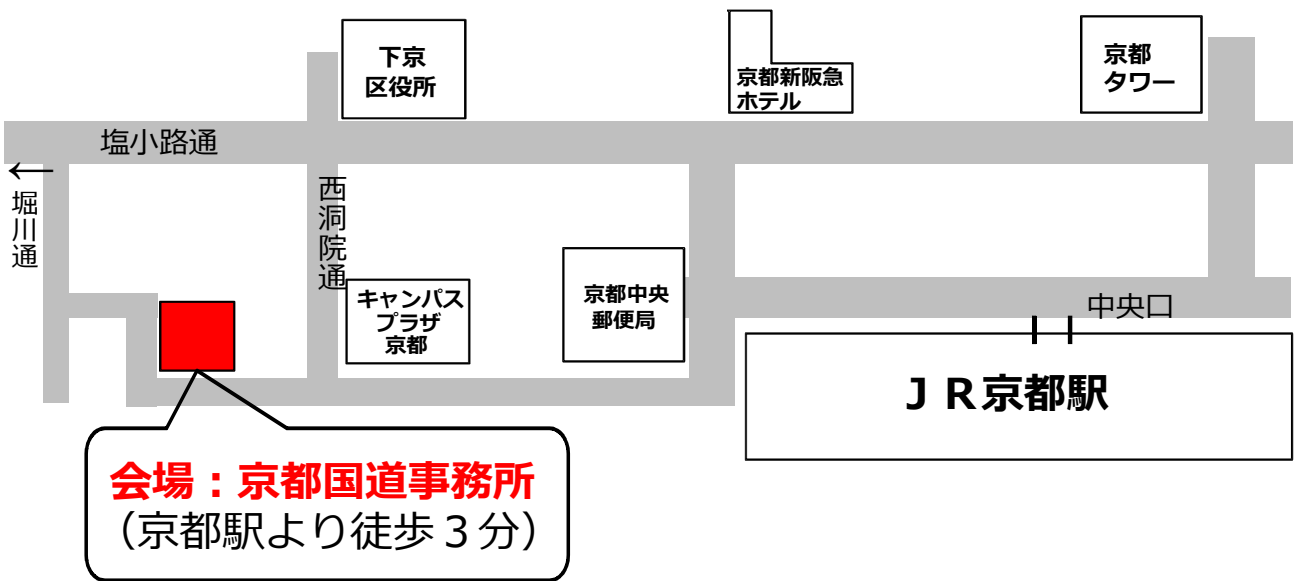 下京
区役所
京都新阪急
ホテル
京都
タワー
塩小路通
←
堀川通
西洞院通
キャンパス
プラザ
京都
京都中央
郵便局
中央口
ＪＲ京都駅
会場：京都国道事務所
（京都駅より徒歩３分）